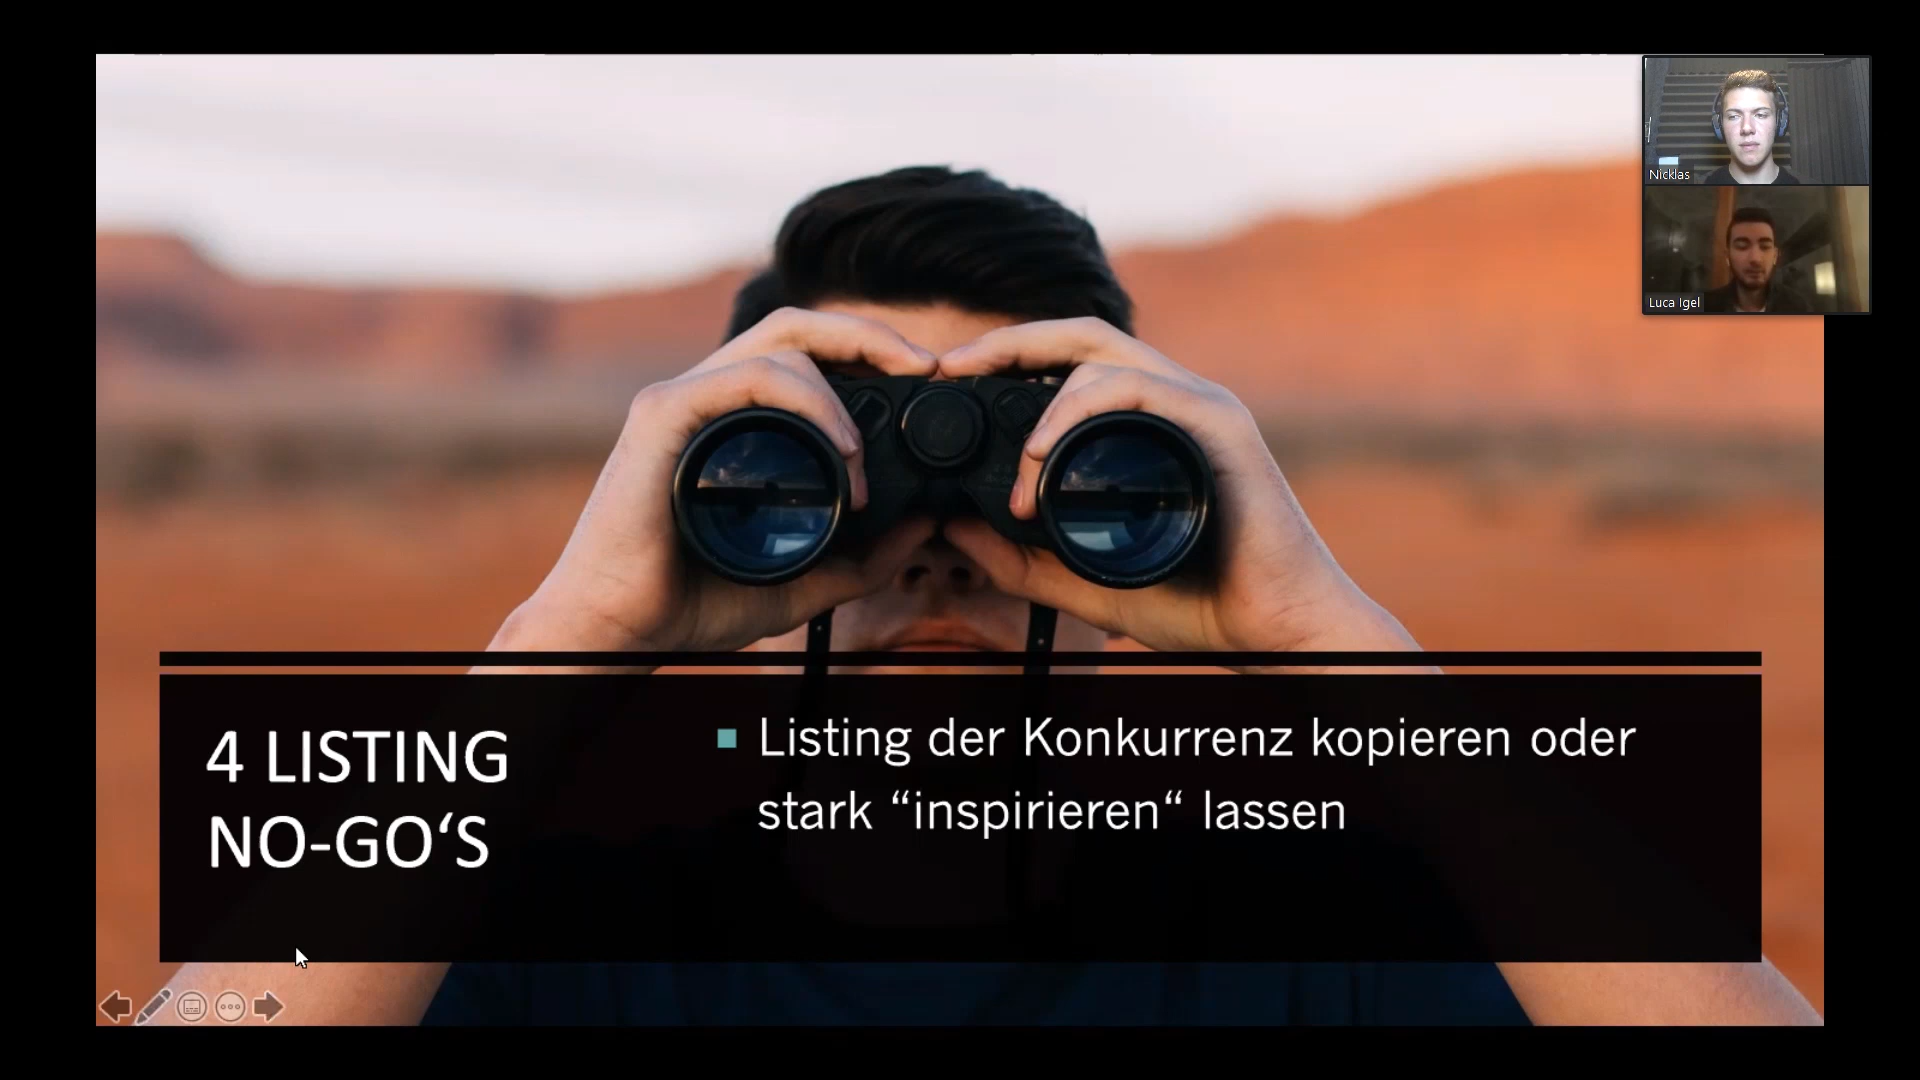 Nicklas
Luca Igel
4 LISTING
NO-GO‘S
Listing der Konkurrenz kopieren oder
stark “inspirieren“ lassen